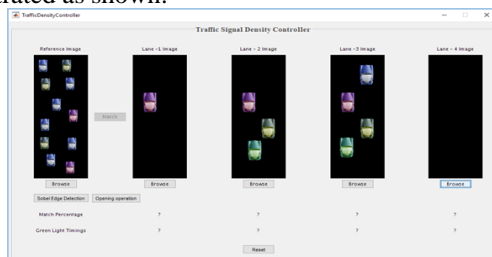 rated as shown.
TrafficDensityController
Traffic Signal Density Controller
Reference Image Lane -1 Image Lane - 2 Image Lane -3 Image Lane - 4 Image
Match
Browse Browse Browse Browse Browse
Sobel Edge Detection Opening operation
Match Percentage ? ? ? ?
Green Light Timings ? ? ? ?
Reset